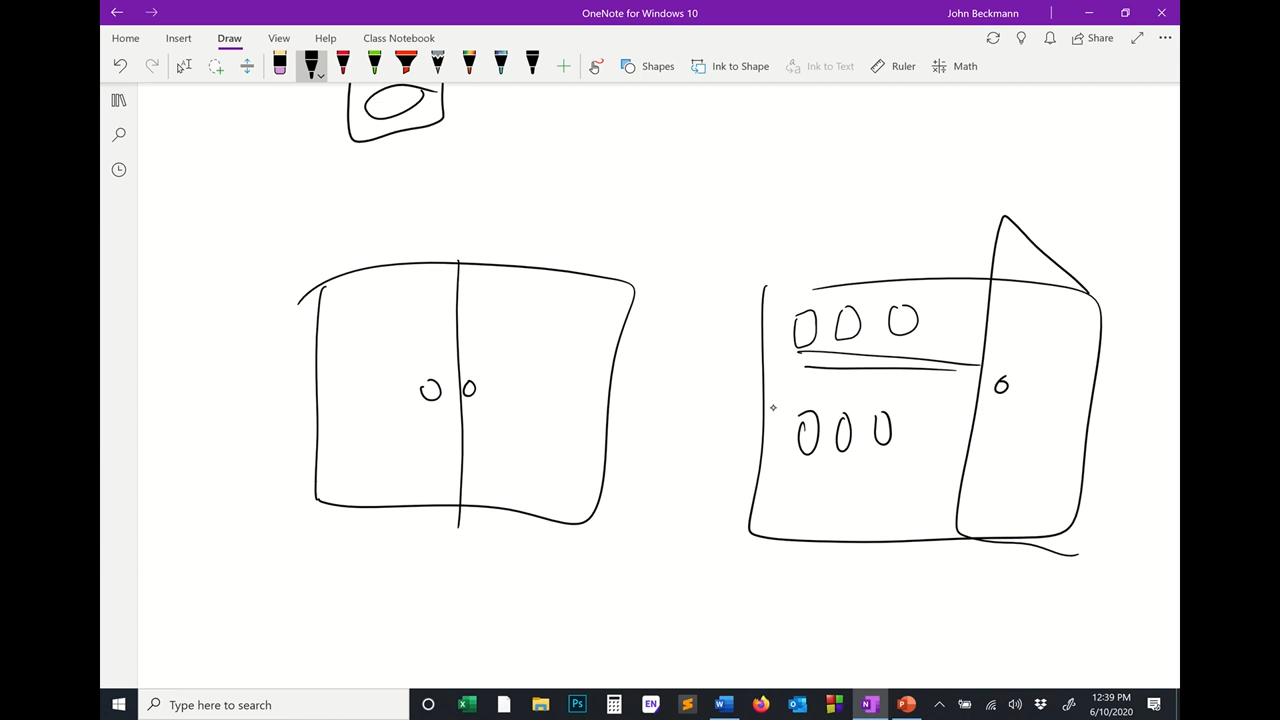 OneNote for Windows 10
John Beckmann
Home Insert Draw View Help Class Notebook
Share
Shapes Ink to Shape Ink to Text Ruler Math
Type here to search
12:39 PM
6/10/2020